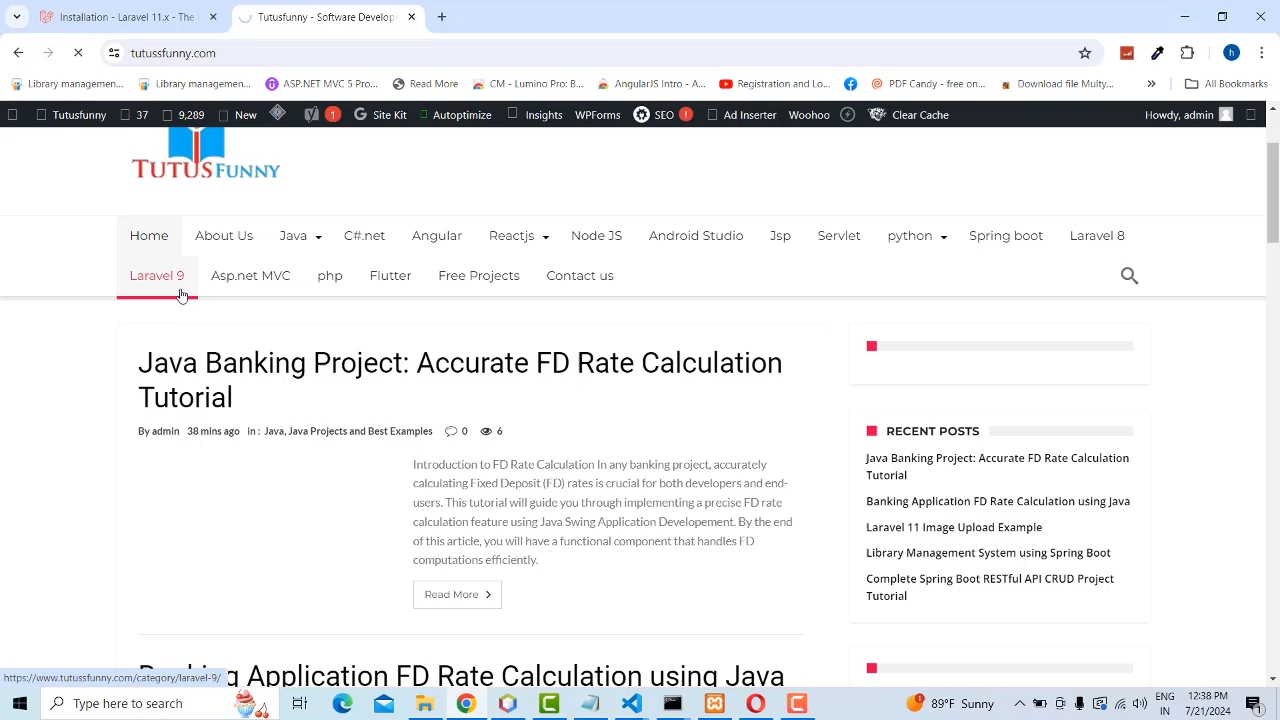 Laravel 11.x - The
Tutusfunny -
tutusfunny.com
h
Library managemen...
Library managemen...
ASP.NET MVC 5 Pro...
Read More
CM - Lumino Pro: B...
AngularJS Intro - A...
Registration and Lo...
PDF Candy - free on...
Download file Muty...
»
All Bookmarks
Tutusfunny
37
9,289
New
1
Site Kit
Autoptimize
Insights
WPForms
SEO
!
Ad Inserter
Woohoo
Clear Cache
Howdy, admin
TUTUSFUNNY
Home
About Us
Java
C#.net
Angular
Reactjs
Node JS
Android Studio
Jsp
Servlet
python
Spring boot
Laravel 8
Laravel 9
Asp.net MVC
php
Flutter
Free Projects
Contact us
Java Banking Project: Accurate FD Rate Calculation
Tutorial
By admin 38 mins ago in : Java, Java Projects and Best Examples 0 6
Introduction to FD Rate Calculation In any banking project, accurately
calculating Fixed Deposit (FD) rates is crucial for both developers and end-
users. This tutorial will guide you through implementing a precise FD rate
calculation feature using Java Swing Application Developement. By the end
of this article, you will have a functional component that handles FD
computations efficiently.
Read More
Banking Application FD Rate Calculation using Java
RECENT POSTS
Java Banking Project: Accurate FD Rate Calculation
Tutorial
Banking Application FD Rate Calculation using Java
Laravel 11 Image Upload Example
Library Management System using Spring Boot
Complete Spring Boot RESTful API CRUD Project
Tutorial
https://www.tutussfunny.com/category/laravel-9/
Type here to search
1
89°F Sunny
ENG
IN
12:38 PM
7/21/2024